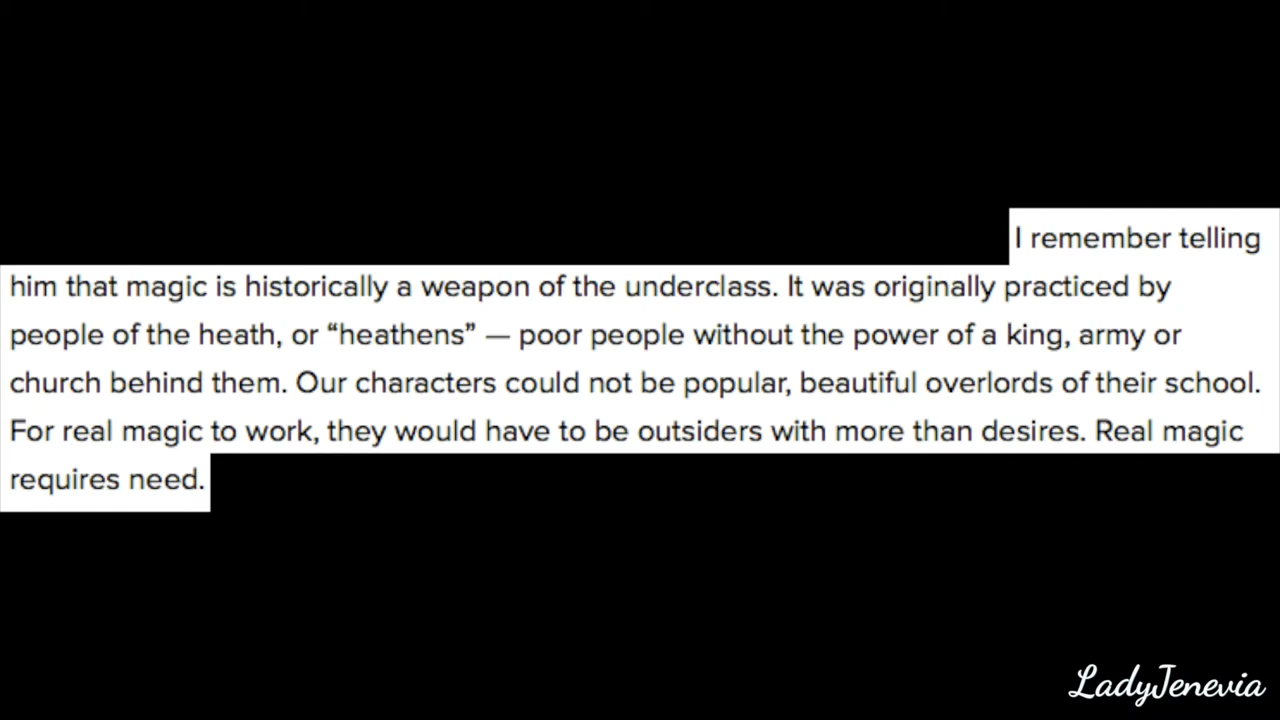 I remember telling
him that magic is historically a weapon of the underclass. It was originally practiced by
people of the heath, or “heathens” — poor people without the power of a king, army or
church behind them. Our characters could not be popular, beautiful overlords of their school.
For real magic to work, they would have to be outsiders with more than desires. Real magic
requires need.
LadyJenevia